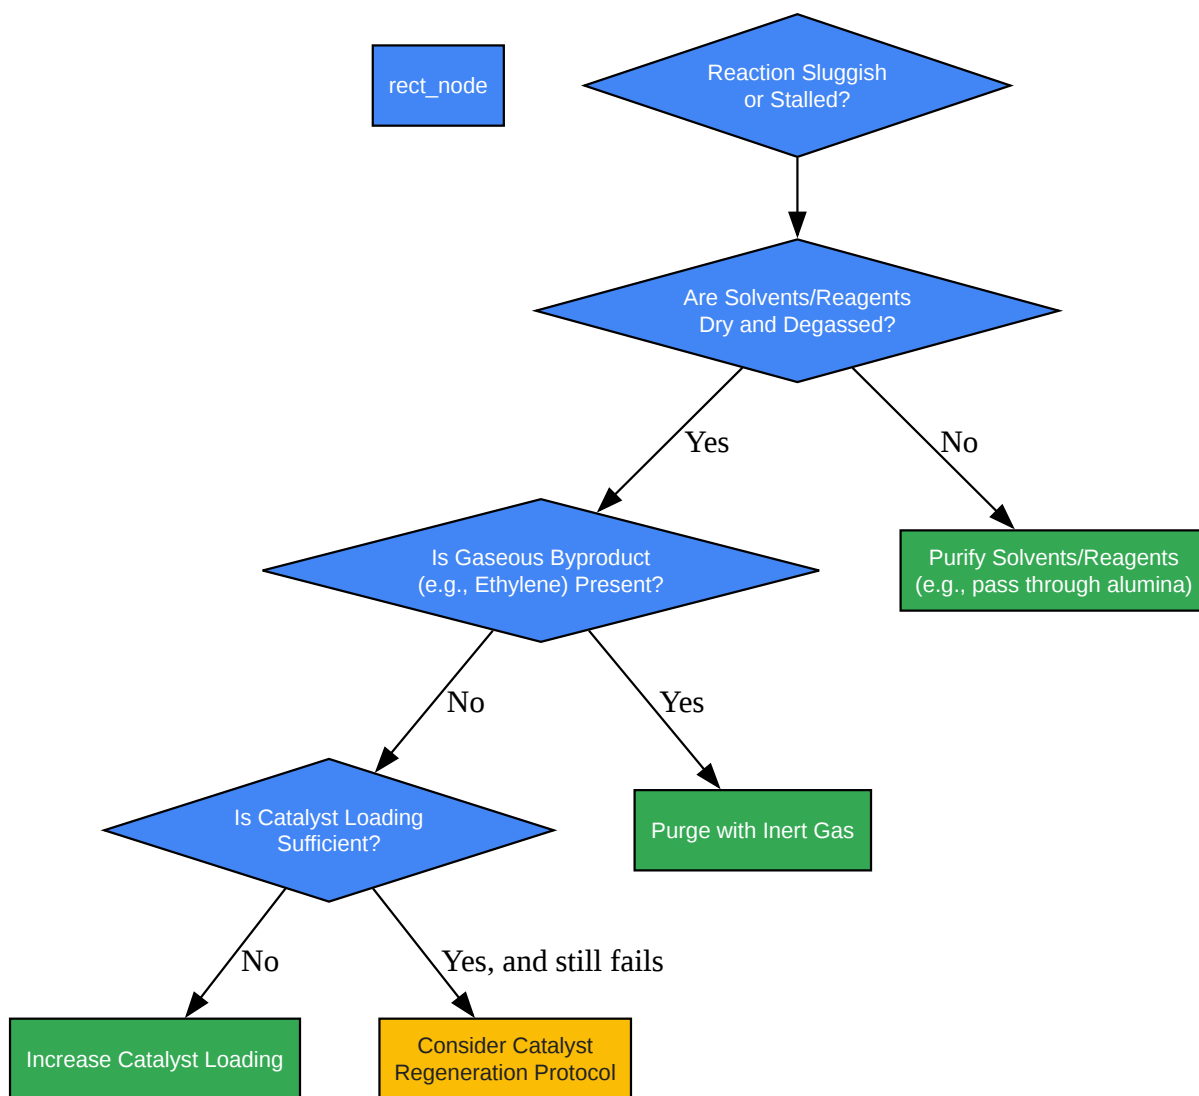 rect_node
Reaction Sluggish
or Stalled?
Are Solvents/Reagents
Dry and Degassed?
Yes
No
Is Gaseous Byproduct
(e.g., Ethylene) Present?
Purify Solvents/Reagents
(e.g., pass through alumina)
No
Yes
Is Catalyst Loading
Sufficient?
Purge with Inert Gas
No
Yes, and still fails
Increase Catalyst Loading
Consider Catalyst
Regeneration Protocol